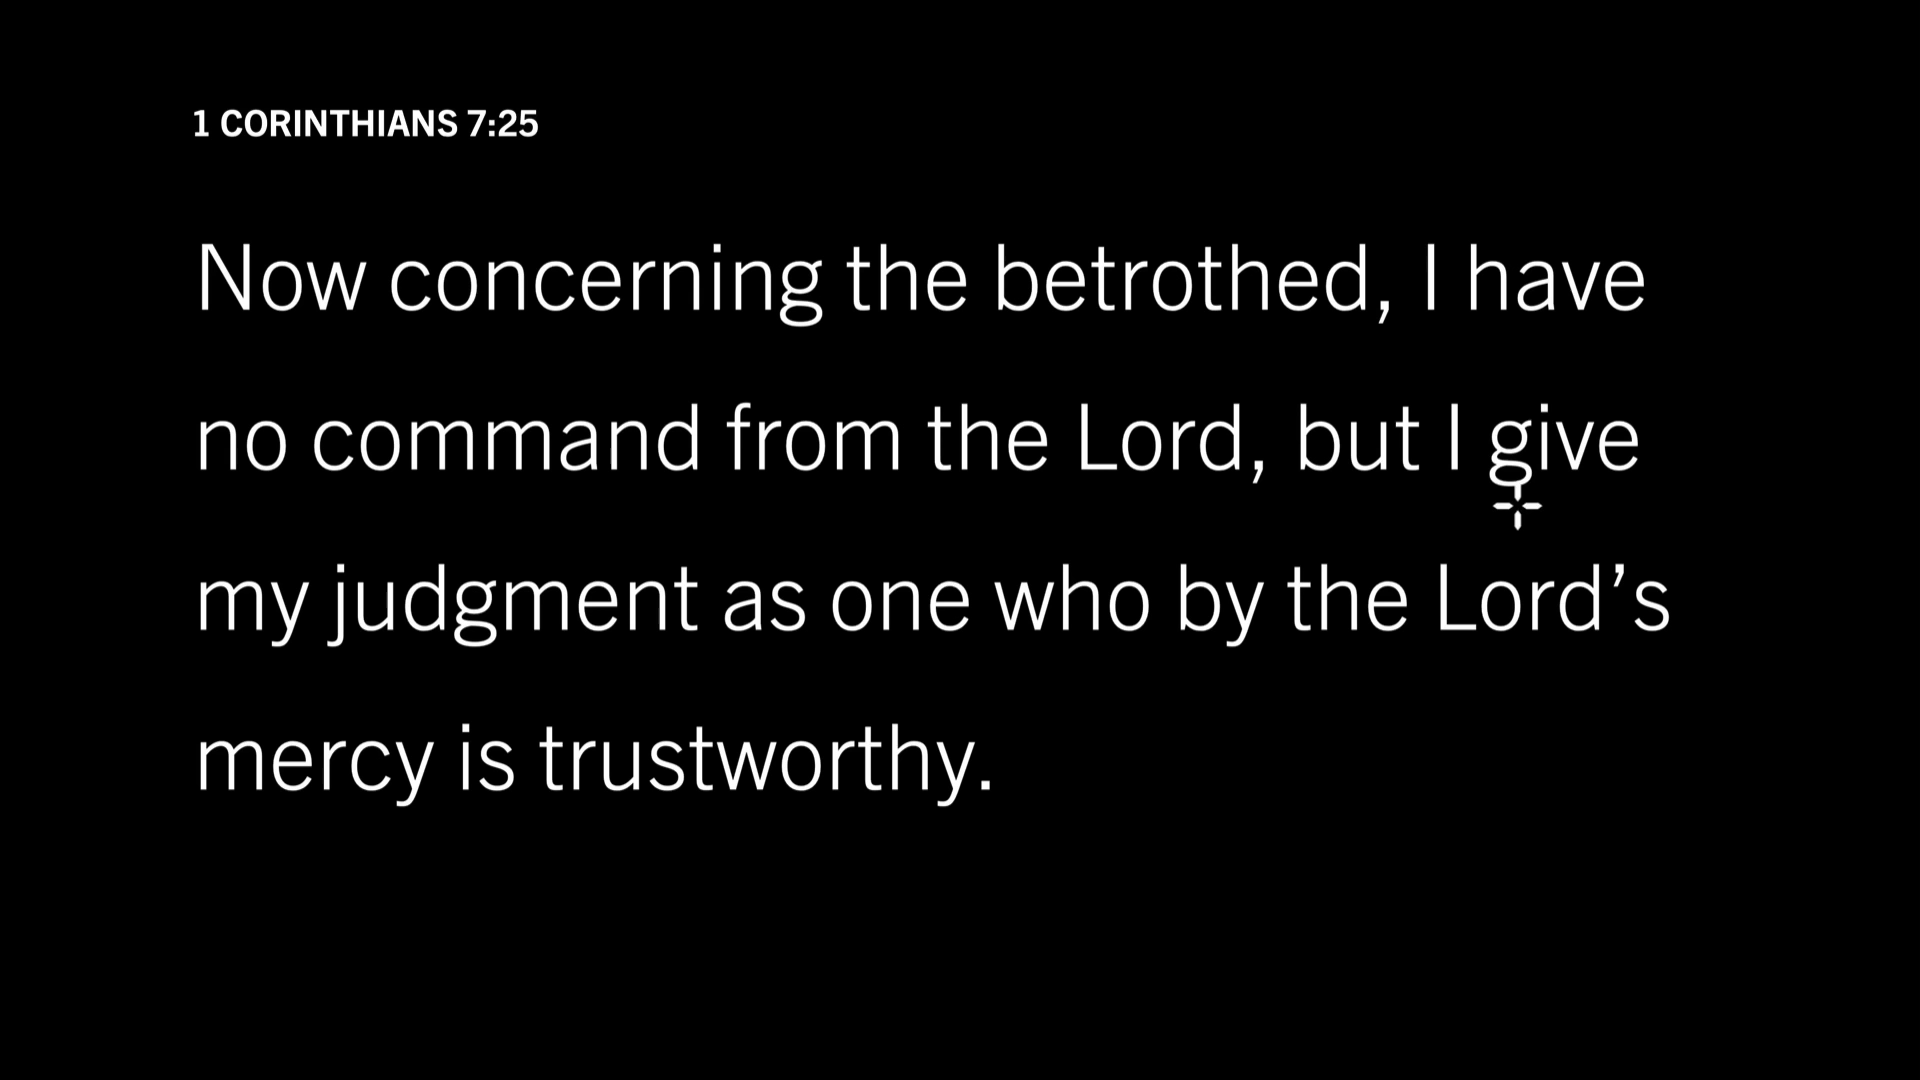 1 CORINTHIANS 7:25
Now concerning the betrothed, I have
no command from the Lord, but I give
my judgment as one who by the Lord’s
mercy is trustworthy.